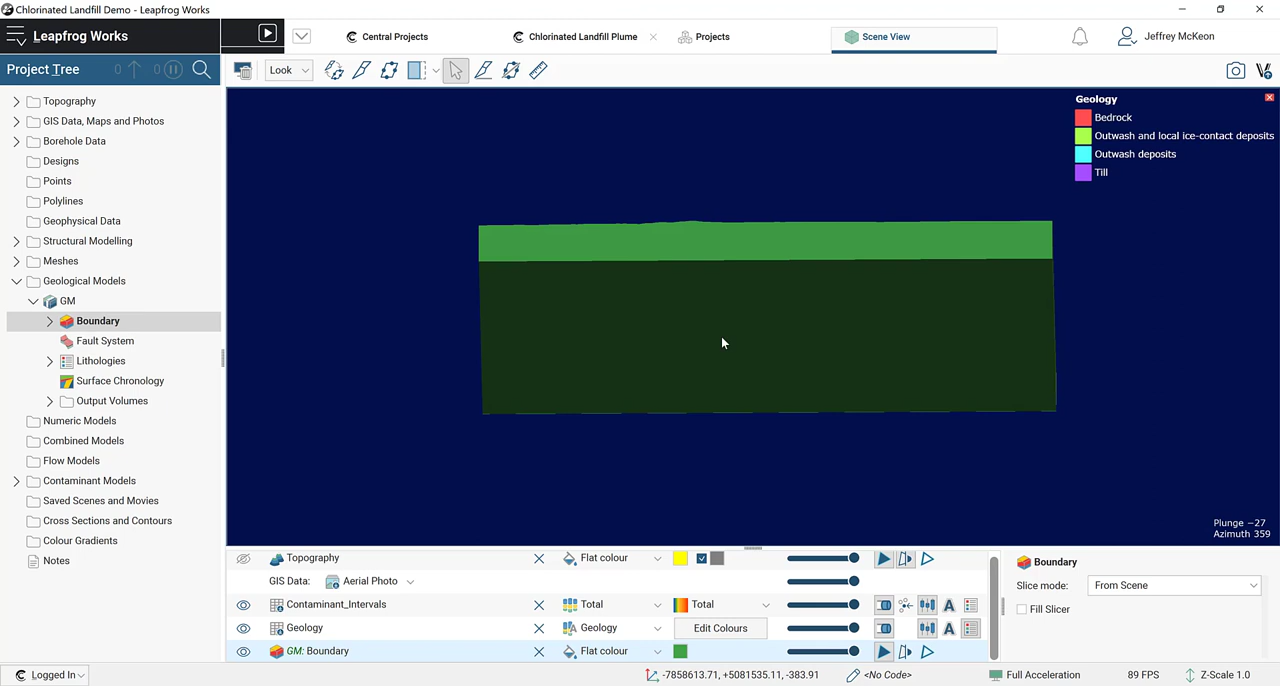 Chlorinated Landfill Demo - Leapfrog Works
Leapfrog Works
Central Projects
Chlorinated Landfill Plume
Projects
Scene View
Jeffrey McKeon
Project Tree
0
0
Look
Topography
GIS Data, Maps and Photos
Borehole Data
Designs
Points
Polylines
Geophysical Data
Structural Modelling
Meshes
Geological Models
GM
Boundary
Fault System
Lithologies
Surface Chronology
Output Volumes
Numeric Models
Combined Models
Flow Models
Contaminant Models
Saved Scenes and Movies
Cross Sections and Contours
Colour Gradients
Notes
Geology
Bedrock
Outwash and local ice-contact deposits
Outwash deposits
Till
Plunge −27
Azimuth 359
Topography
Flat colour
GIS Data: Aerial Photo
Contaminant_Intervals
Total
Total
A
Geology
Geology
Edit Colours
A
GM: Boundary
Flat colour
Boundary
Slice mode: From Scene
Fill Slicer
Logged In
-7858613.71, +5081535.11, -383.91
<No Code>
Full Acceleration
89 FPS
Z-Scale 1.0